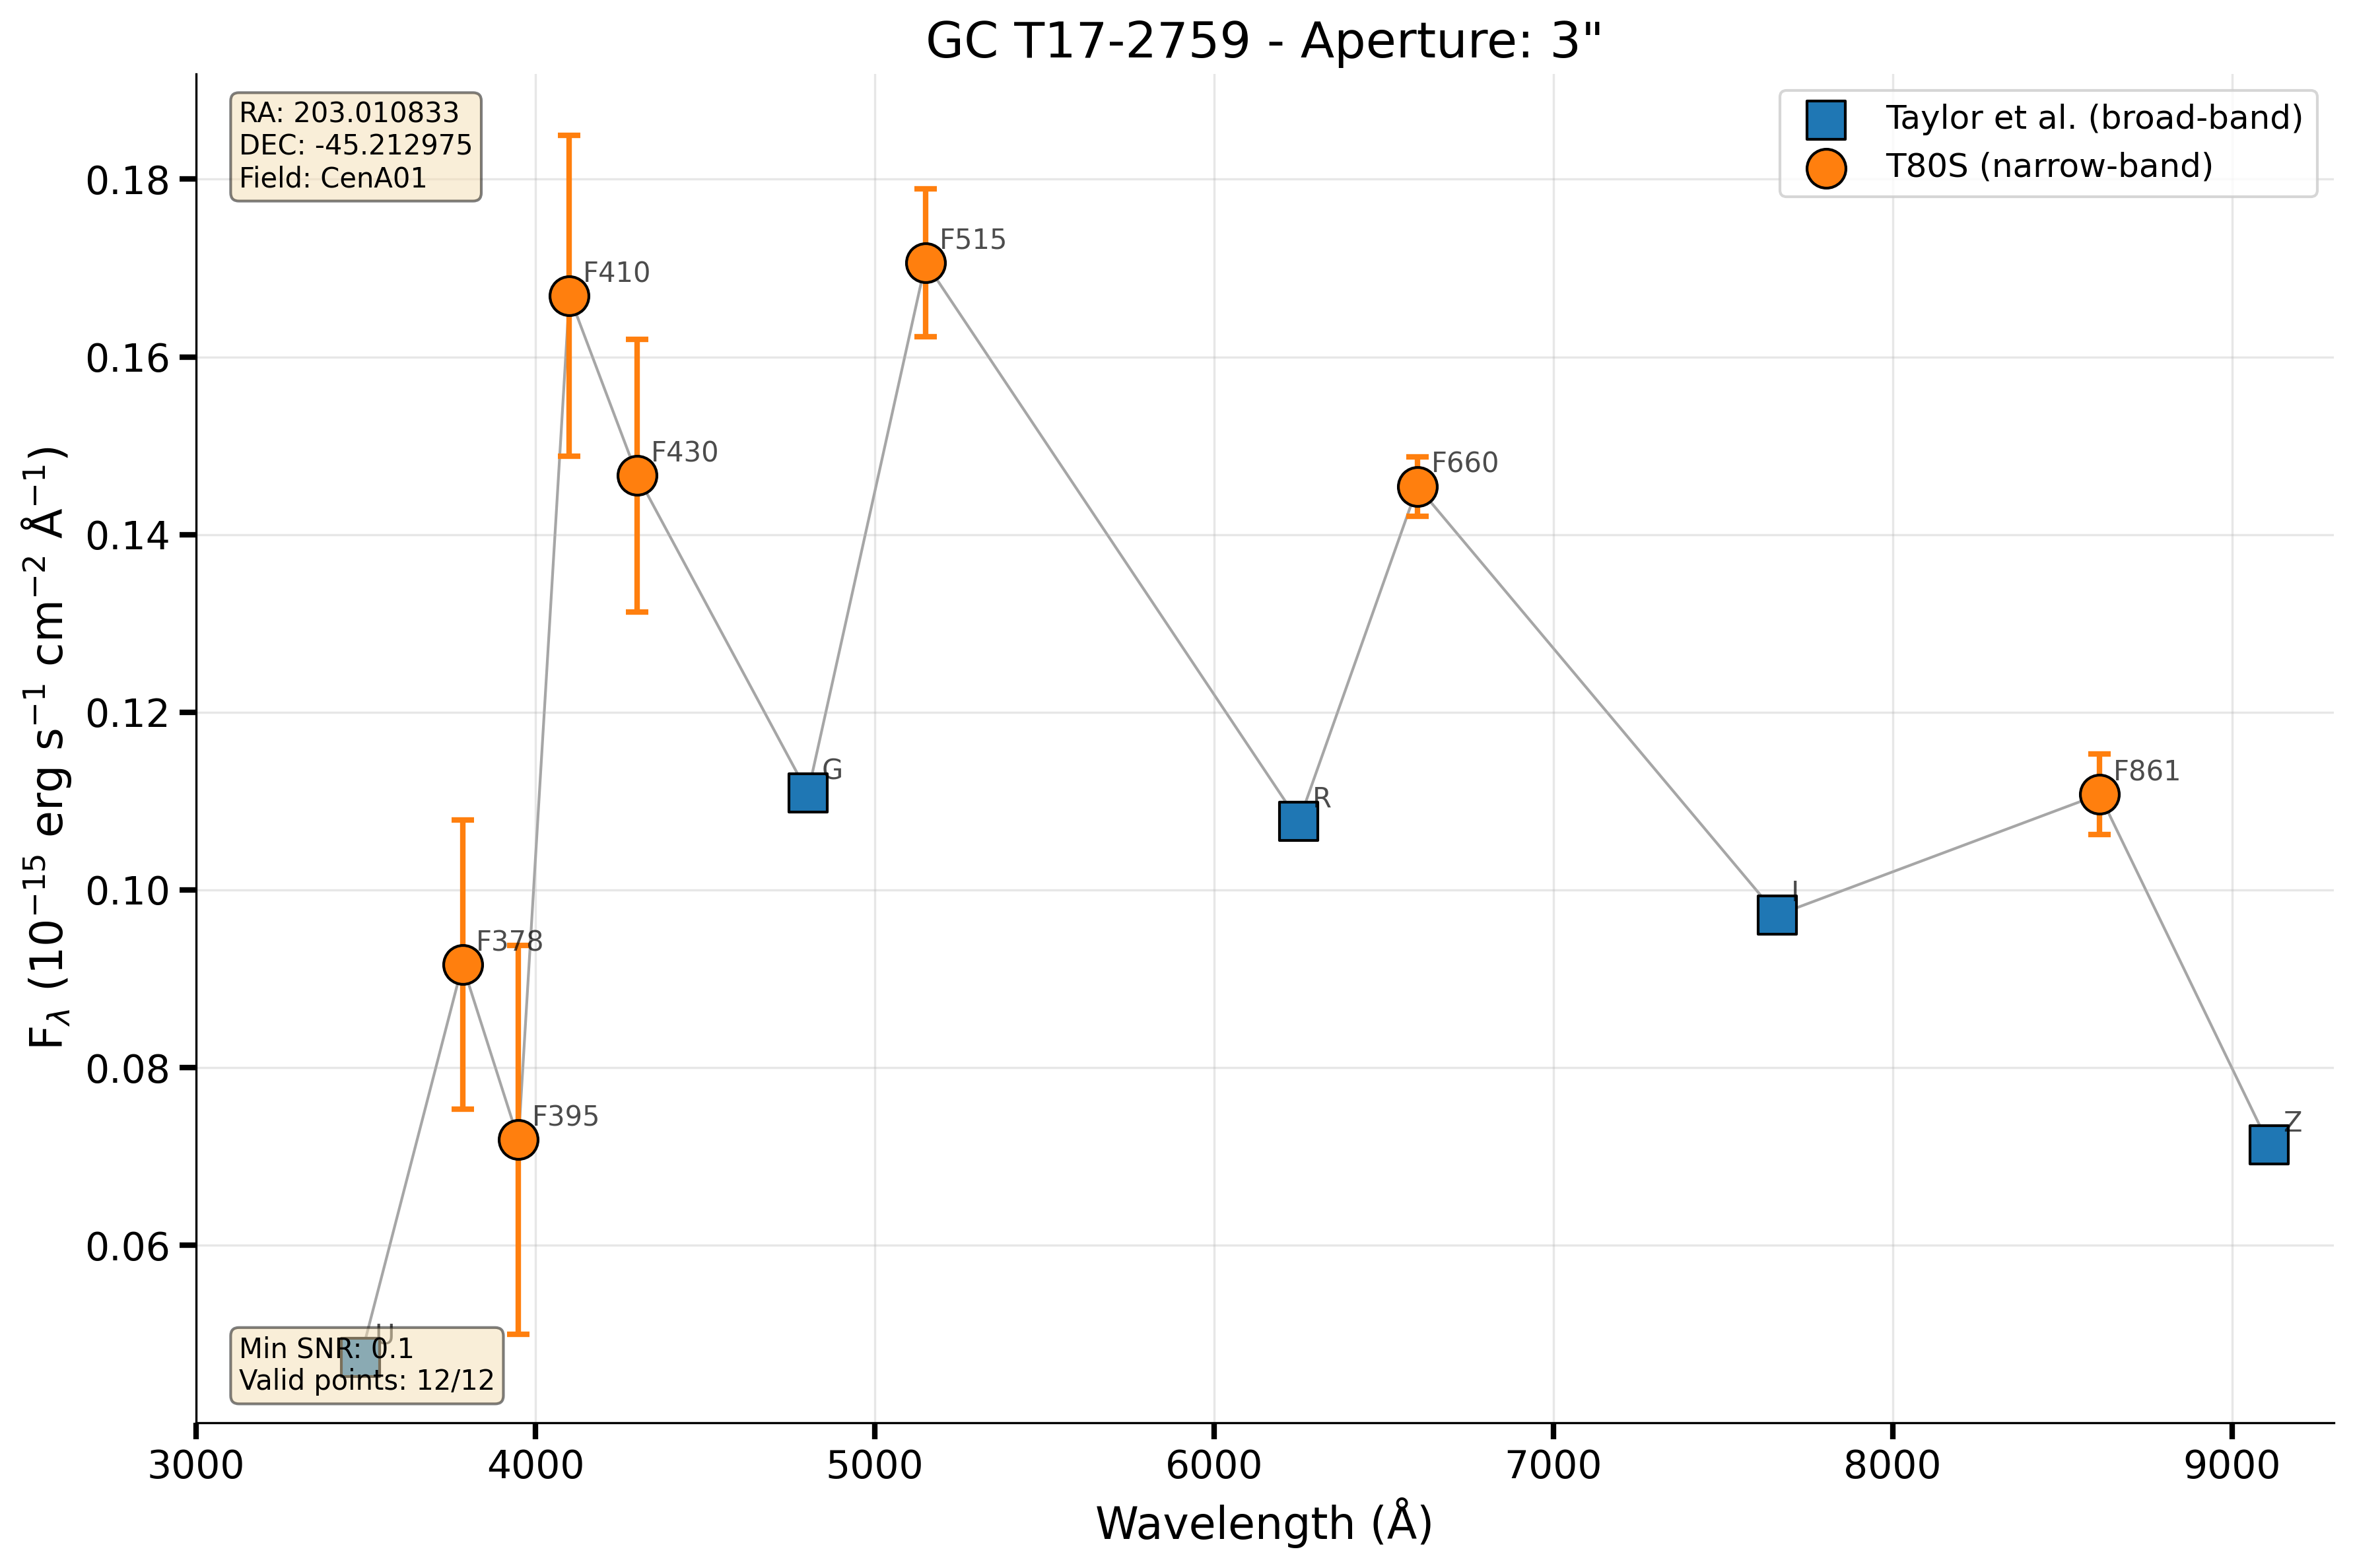 GC T17-2759 - Aperture: 3"
RA: 203.010833
DEC: -45.212975
Field: CenA01
Taylor et al. (broad-band)
T80S (narrow-band)
F410
F515
F430
F660
G
R
F861
I
F378
F395
Z
U
Min SNR: 0.1
Valid points: 12/12
0.18
0.16
0.14
0.12
0.10
0.08
0.06
F_λ (10⁻¹⁵ erg s⁻¹ cm⁻² Å⁻¹)
3000 4000 5000 6000 7000 8000 9000
Wavelength (Å)